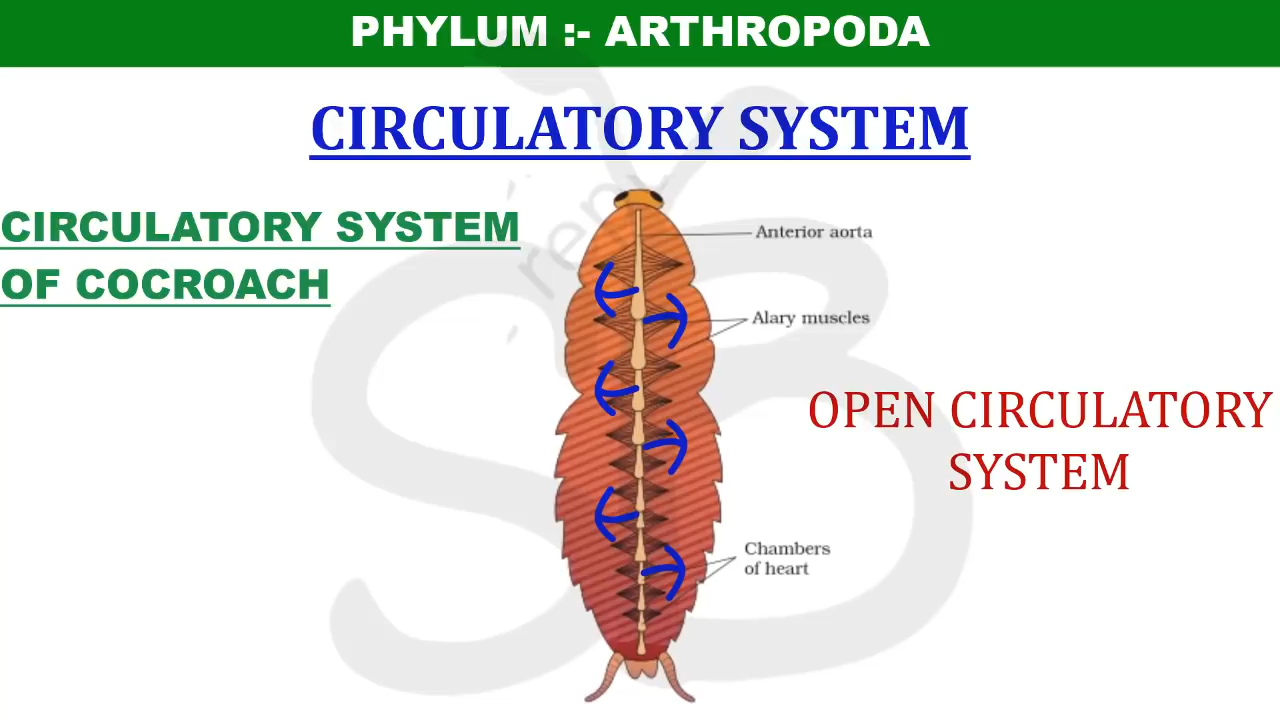 PHYLUM :- ARTHROPODA
CIRCULATORY SYSTEM
CIRCULATORY SYSTEM
OF COCROACH
Anterior aorta
Alary muscles
OPEN CIRCULATORY
SYSTEM
Chambers
of heart